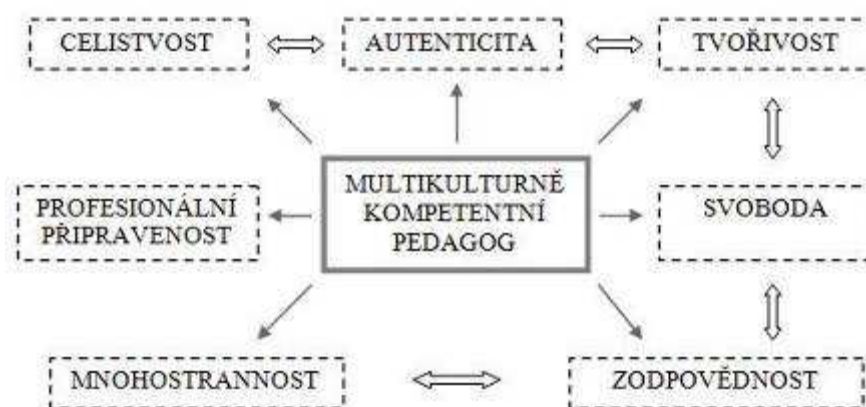 CELISTVOST
AUTENTICITA
TVOŘIVOST
PROFESIONÁLNÍ
PŘIPRAVENOST
MULTIKULTURNĚ
KOMPETENTNÍ
PEDAGOG
SVOBODA
MNOHOSTRANNOST
ZODPOVĚDNOST